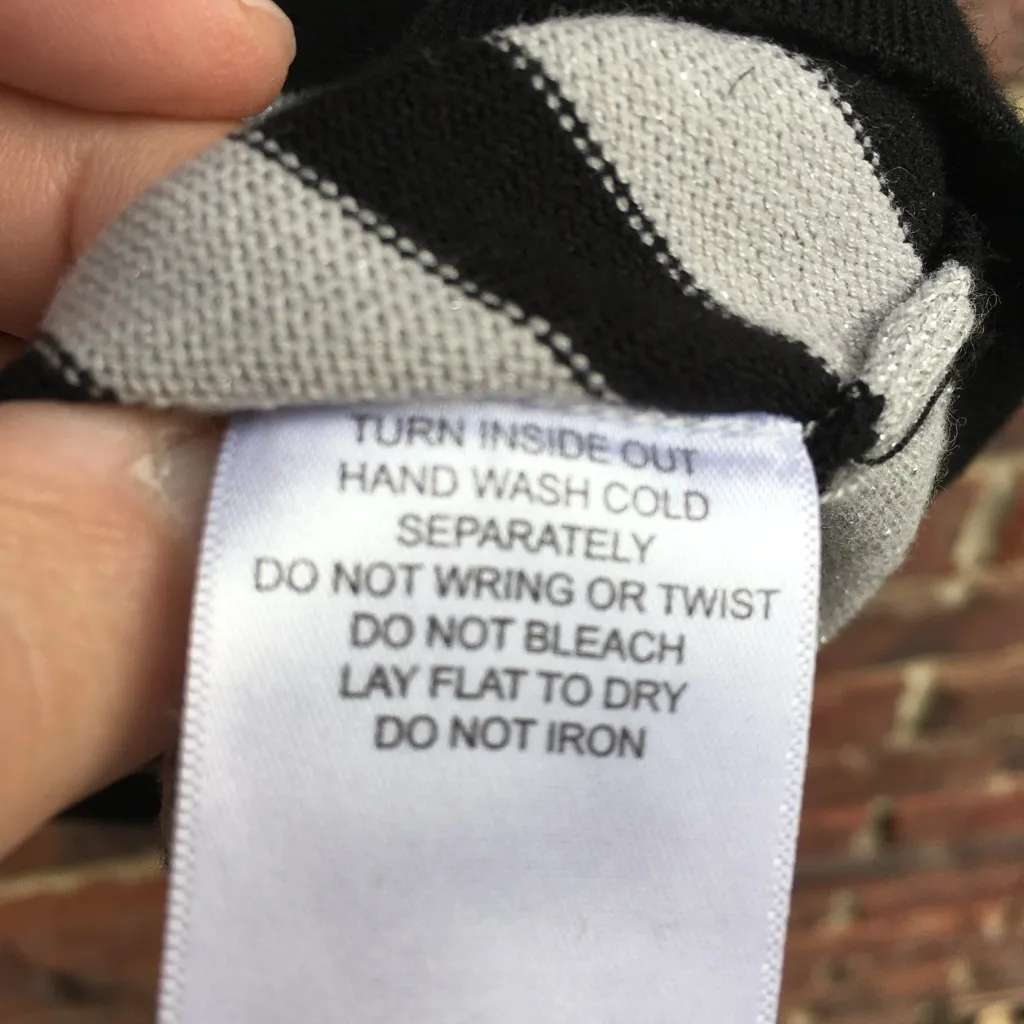 TURN INSIDE OUT
HAND WASH COLD
SEPARATELY
DO NOT WRING OR TWIST
DO NOT BLEACH
LAY FLAT TO DRY
DO NOT IRON